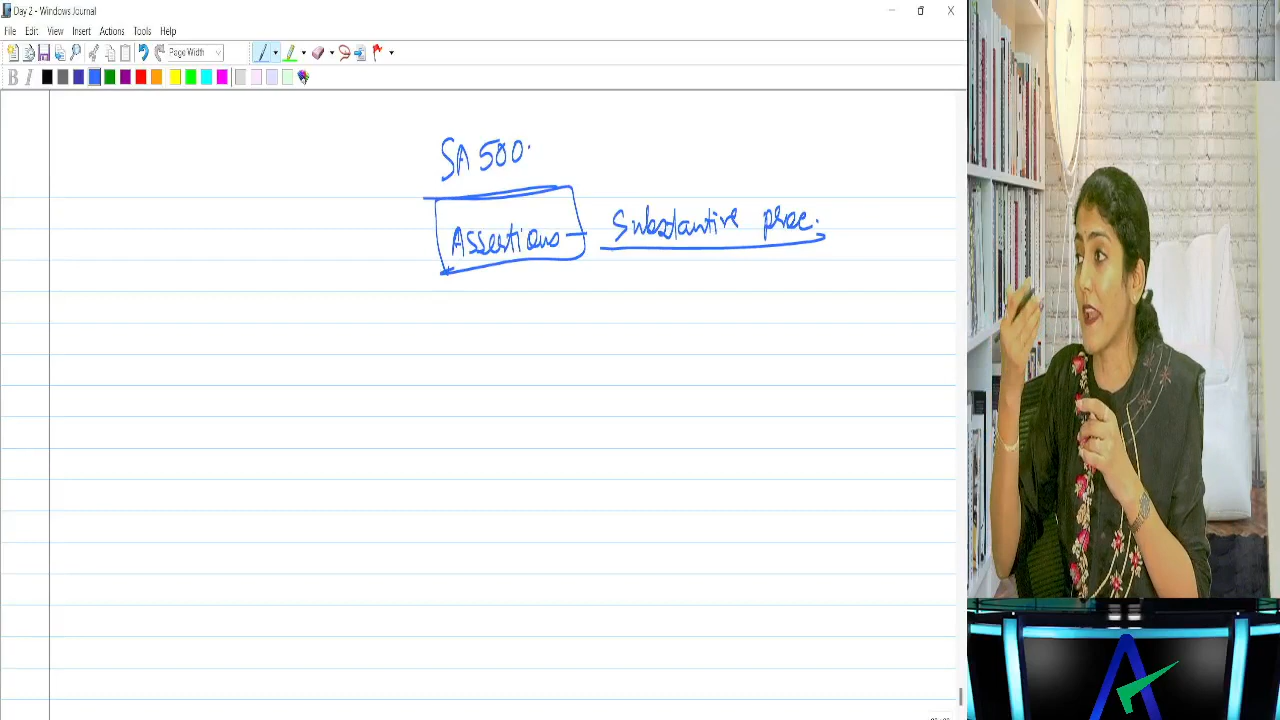 Day 2 - Windows Journal
File Edit View Insert Actions Tools Help
Page Width
B I
SA 500.
Assertions - Substantive proc.